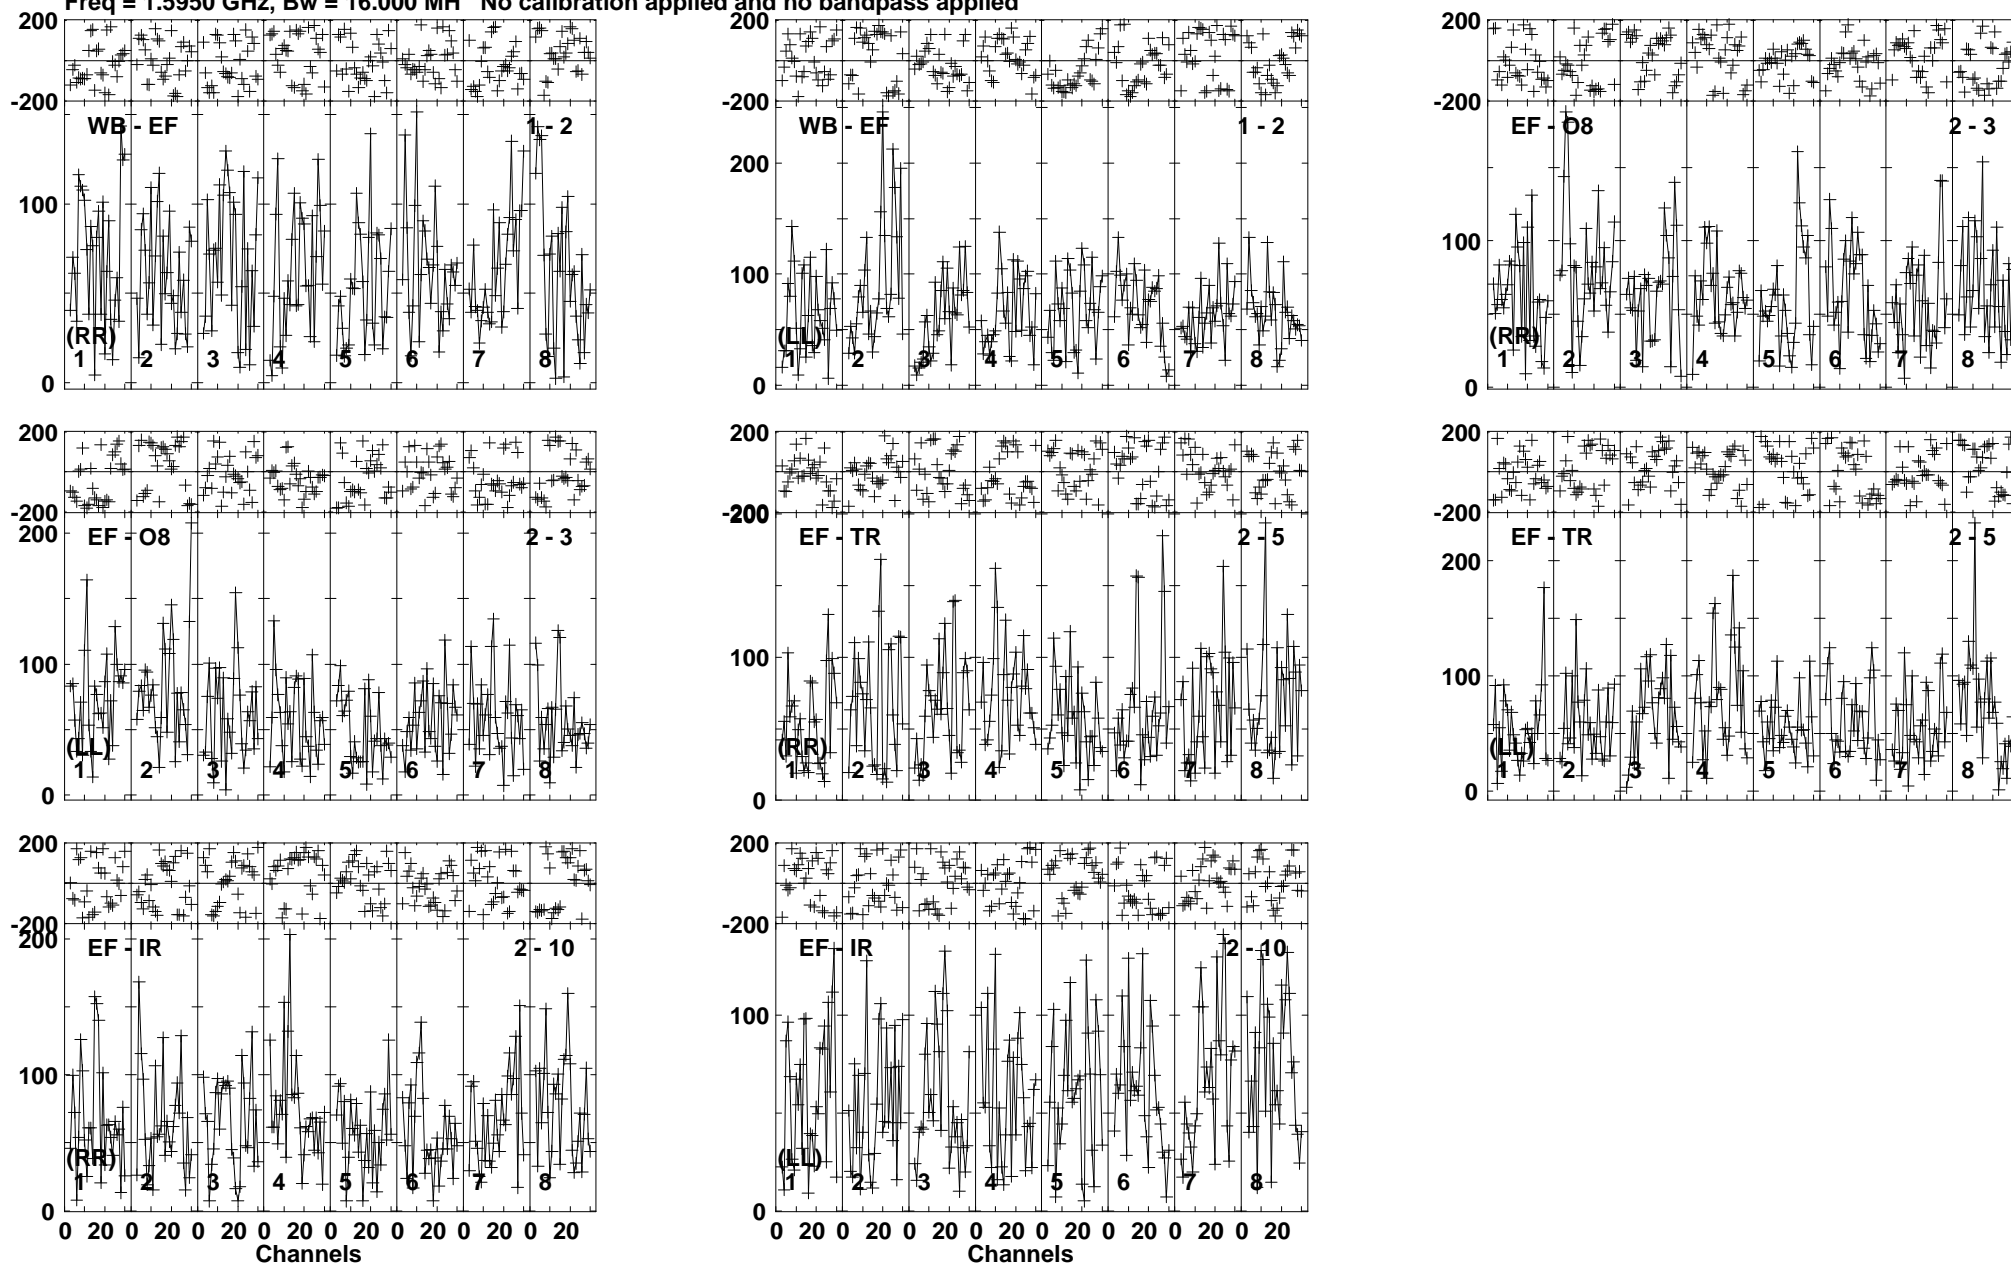 Freq = 1.5950 GHz, Bw = 16.000 MH No calibration applied and no bandpass applied
200
-200
WB - EF 1 - 2
100
0
(RR)
1 2 3 4 5 6 7 8
WB - EF 1 - 2
200
100
0
(LL)
1 2 3 4 5 6 7 8
200
-200
EF - O8 2 - 3
100
0
(RR)
1 2 3 4 5 6 7 8
200
-200
200
EF - O8 2 - 3
100
0
(LL)
1 2 3 4 5 6 7 8
200
-200
200
EF - TR 2 - 5
100
0
(RR)
1 2 3 4 5 6 7 8
200
-200
EF - TR 2 - 5
200
100
0
(LL)
1 2 3 4 5 6 7 8
200
-200
200
EF - IR 2 - 10
100
0
(RR)
1 2 3 4 5 6 7 8
0 20 0 20 0 20 0 20 0 20 0 20 0 20 0 20
Channels
200
-200
EF - IR 2 - 10
100
0
(LL)
1 2 3 4 5 6 7 8
0 20 0 20 0 20 0 20 0 20 0 20 0 20 0 20
Channels